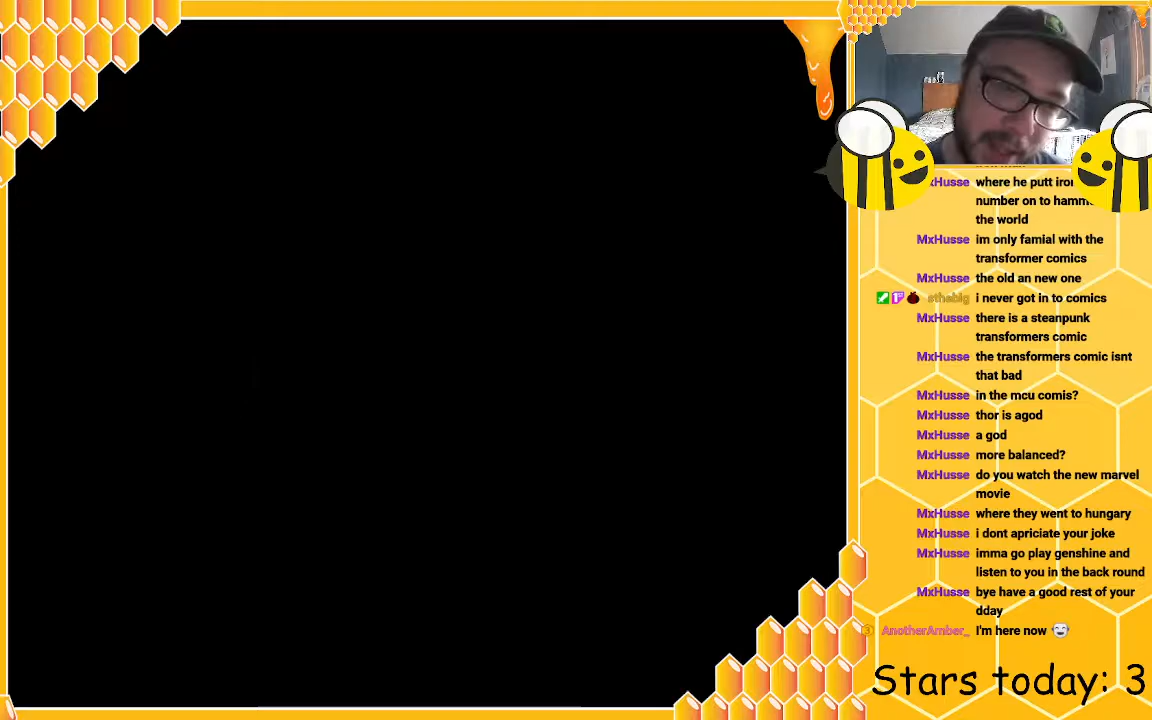 MxHusse where he putt iron
number on to hamm
the world
MxHusse im only famial with the
transformer comics
MxHusse the old an new one
sthebig i never got in to comics
MxHusse there is a steanpunk
transformers comic
MxHusse the transformers comic isnt
that bad
MxHusse in the mcu comis?
MxHusse thor is agod
MxHusse a god
MxHusse more balanced?
MxHusse do you watch the new marvel
movie
MxHusse where they went to hungary
MxHusse i dont apriciate your joke
MxHusse imma go play genshine and
listen to you in the back round
MxHusse bye have a good rest of your
dday
AnotherAmber_ I'm here now
Stars today: 3